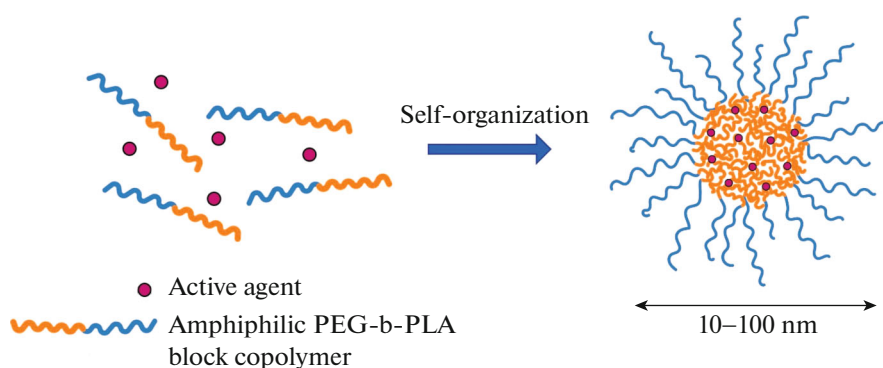 Self-organization
Active agent
Amphiphilic PEG-b-PLA
block copolymer
10–100 nm